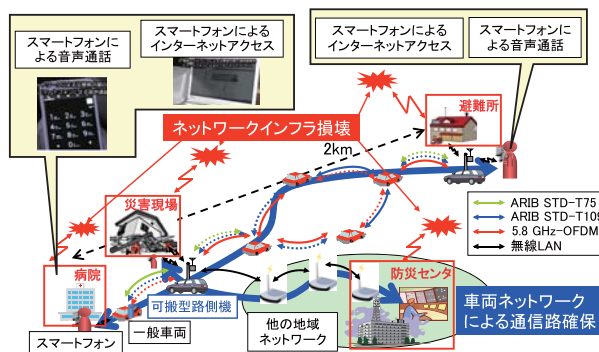 スマートフォンに
よる音声通話
スマートフォンによる
インターネットアクセス
スマートフォンによる
インターネットアクセス
スマートフォンに
よる音声通話
避難所
ネットワークインフラ損壊
2km
災害現場
ARIB STD-T75
ARIB STD-T109
5.8 GHz-OFDM
無線LAN
病院
可搬型路側機
防災センタ
車両ネットワーク
による通信路確保
一般車両
他の地域
ネットワーク
スマートフォン